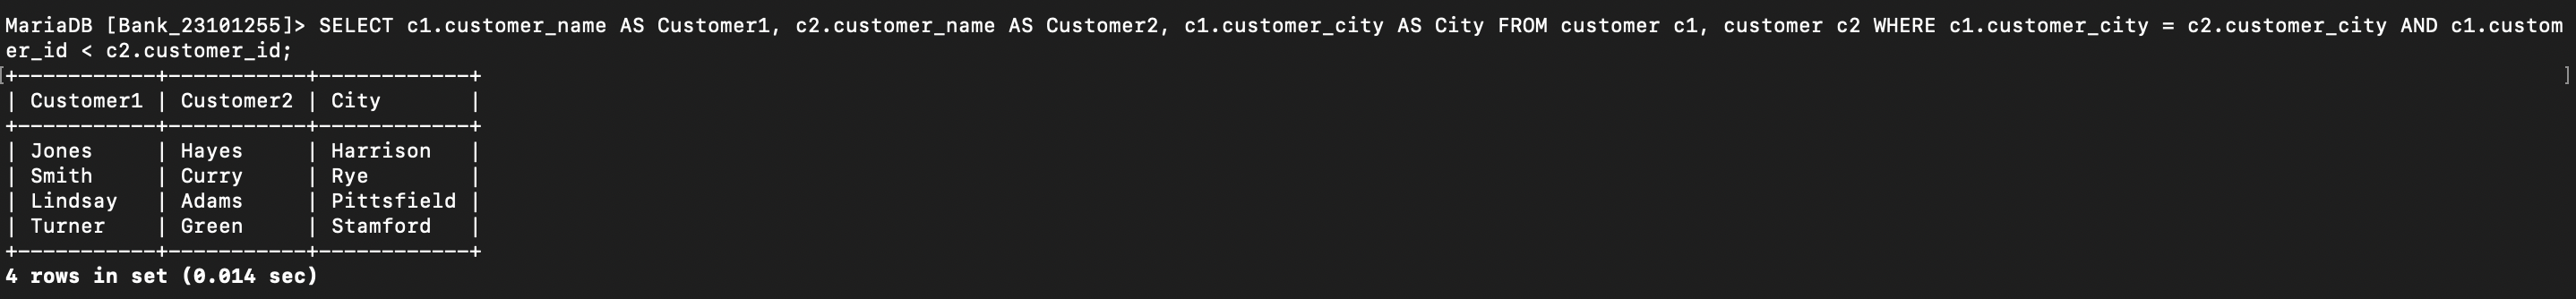 MariaDB [Bank_23101255]> SELECT c1.customer_name AS Customer1, c2.customer_name AS Customer2, c1.customer_city AS City FROM customer c1, customer c2 WHERE c1.customer_city = c2.customer_city AND c1.custom
er_id < c2.customer_id;
[+-----------+-----------+------------+ ]
| Customer1 | Customer2 | City       |
+-----------+-----------+------------+
| Jones     | Hayes     | Harrison   |
| Smith     | Curry     | Rye        |
| Lindsay   | Adams     | Pittsfield |
| Turner    | Green     | Stamford   |
+-----------+-----------+------------+
4 rows in set (0.014 sec)